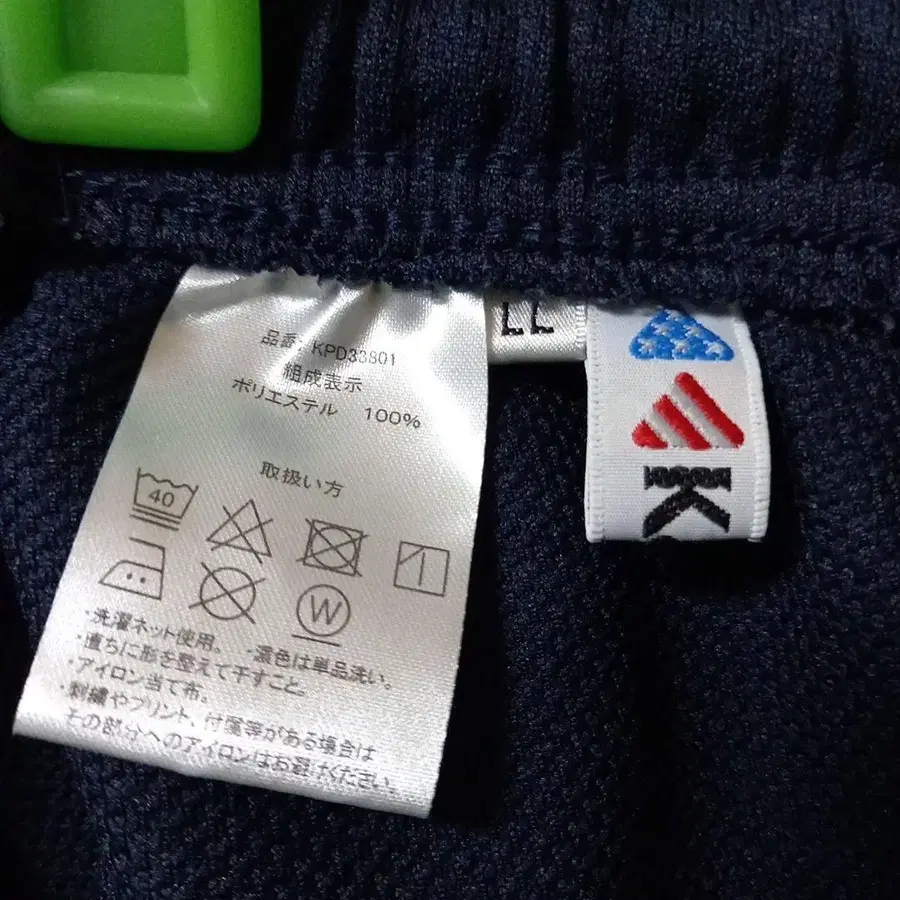 品番: KPD33801
組成表示
ポリエステル 100%
取扱い方
40
W
・洗濯ネット使用。 ・濃色は単品洗い。
・直ちに形を整えて干すこと。
・アイロン当て布。
・刺繍やプリント、付属等がある場合は
その部分へのアイロンはお避けください。
LL
K